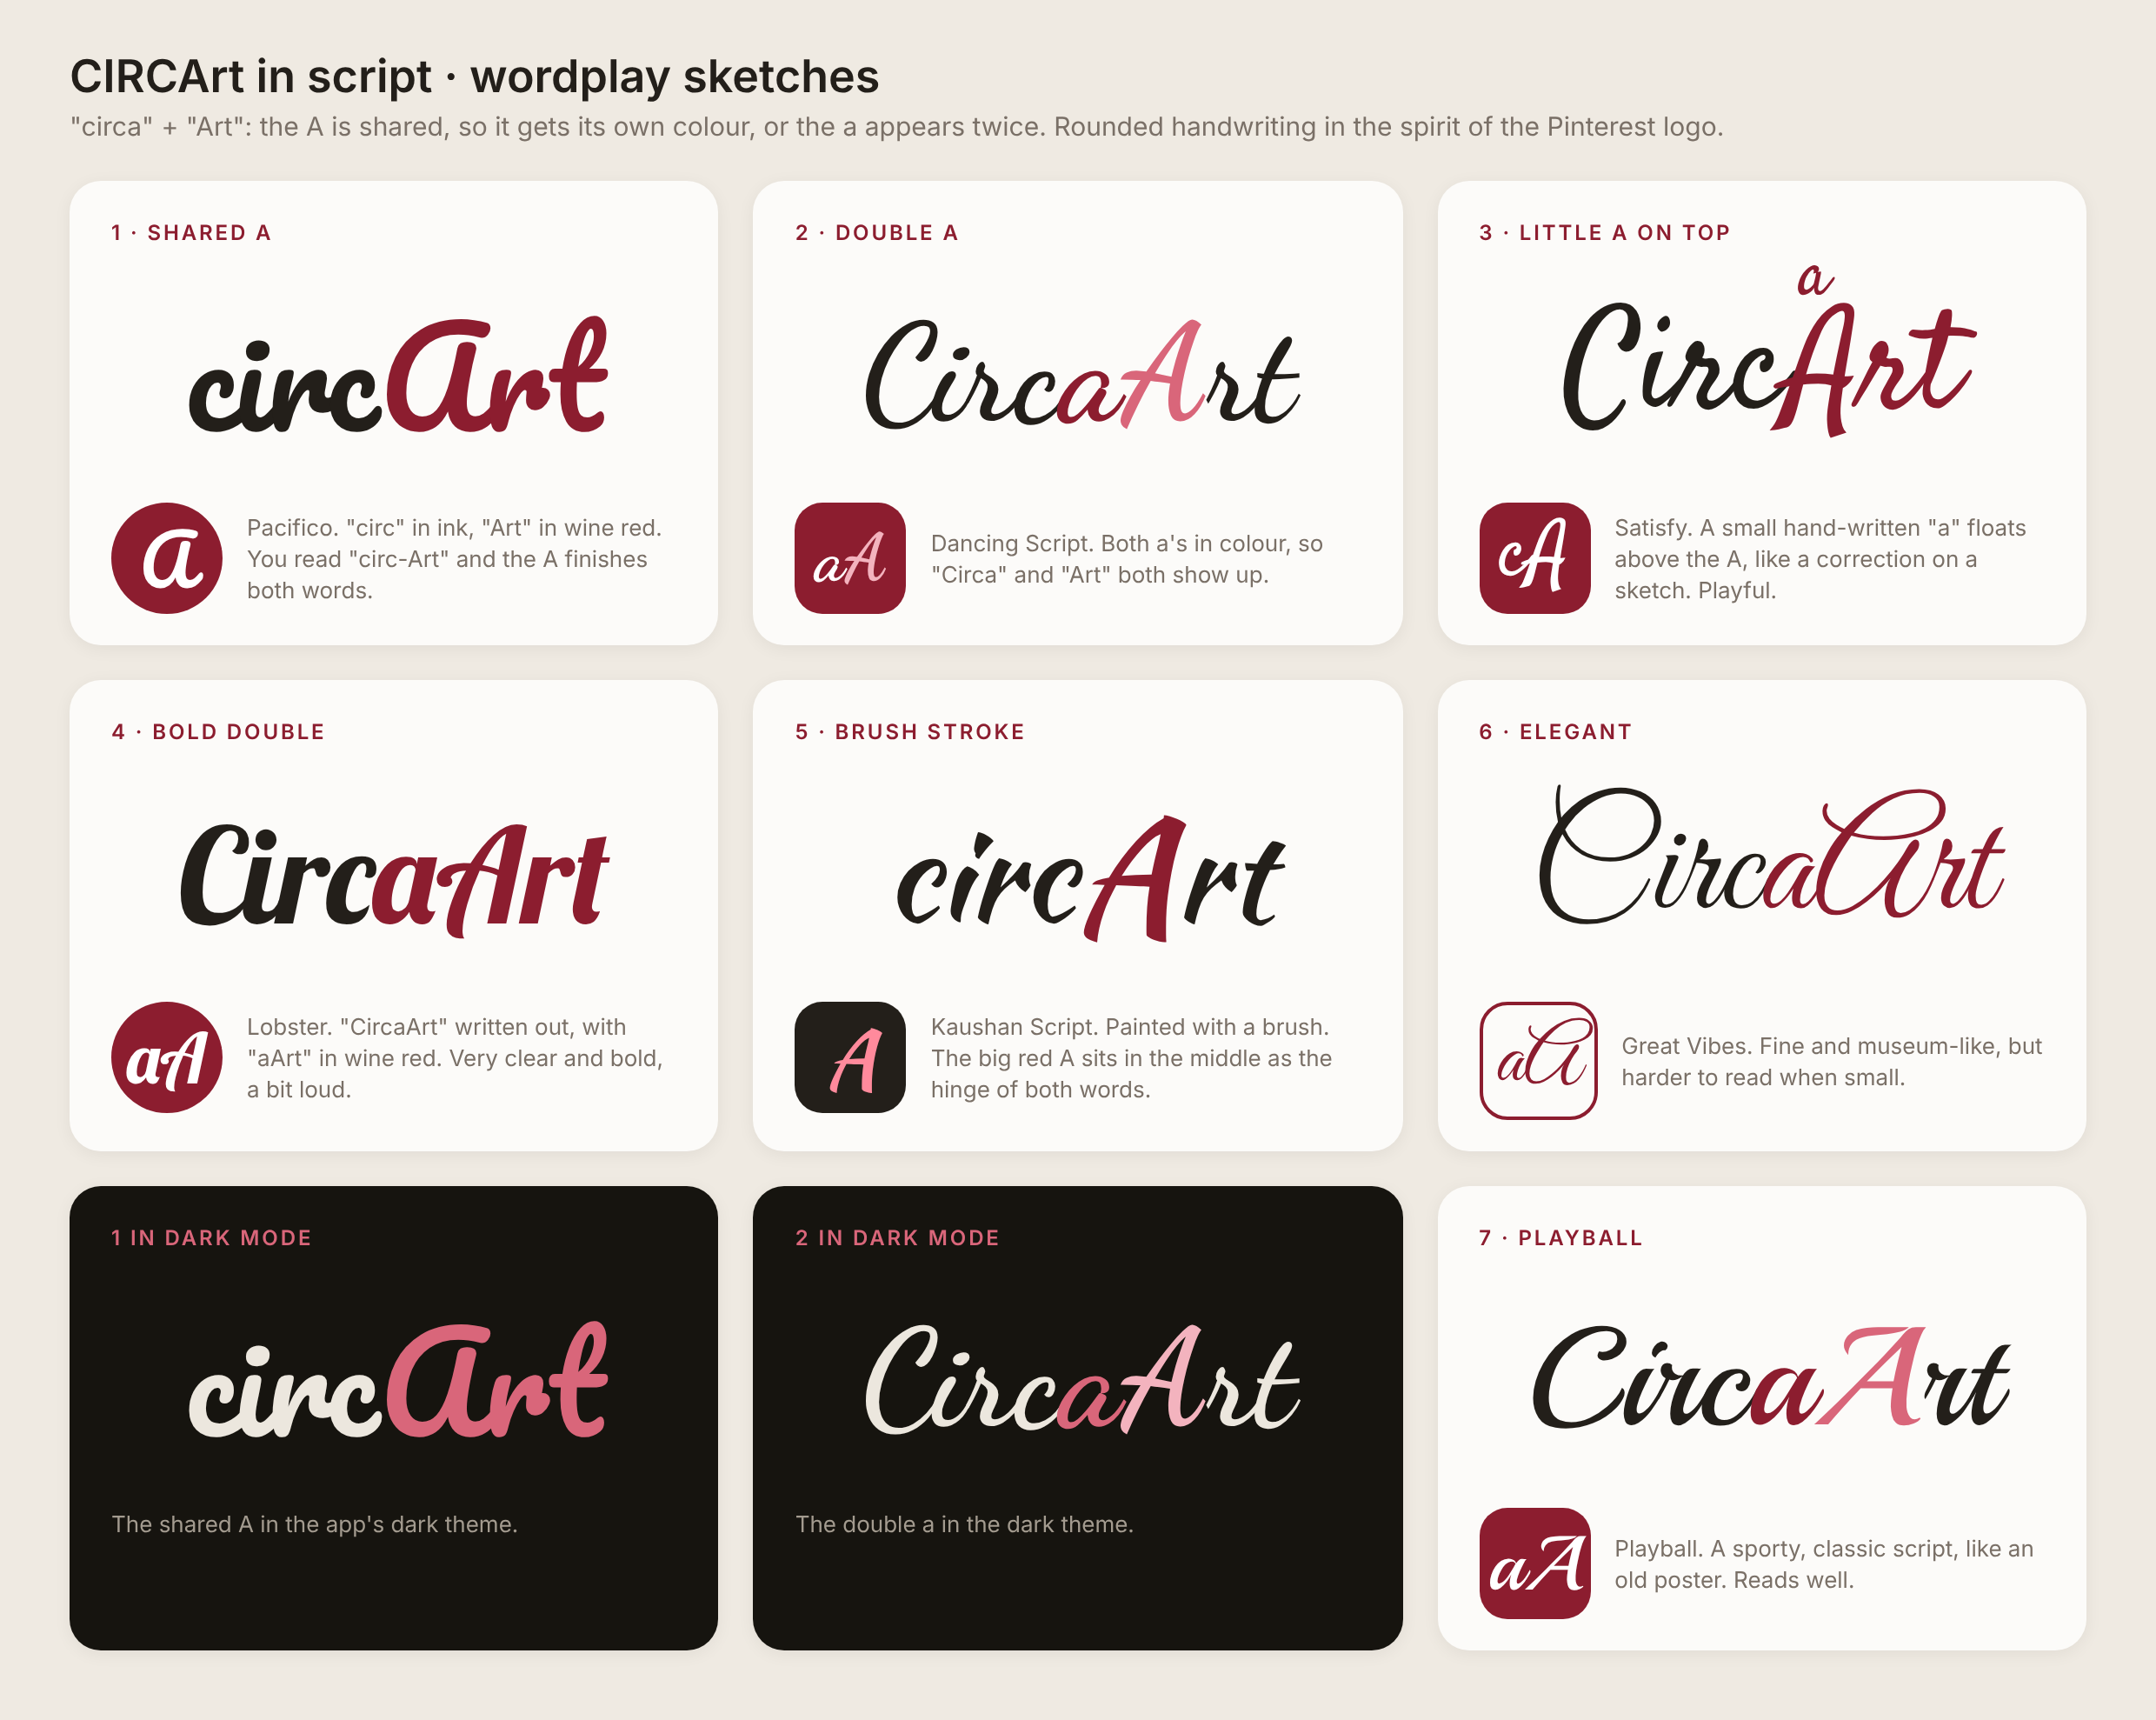 CIRCArt in script · wordplay sketches
"circa" + "Art": the A is shared, so it gets its own colour, or the a appears twice. Rounded handwriting in the spirit of the Pinterest logo.
1 · SHARED A
circArt
A
Pacifico. "circ" in ink, "Art" in wine red.
You read "circ-Art" and the A finishes
both words.
2 · DOUBLE A
CircaArt
aA
Dancing Script. Both a's in colour, so
"Circa" and "Art" both show up.
3 · LITTLE A ON TOP
a
CircArt
cA
Satisfy. A small hand-written "a" floats
above the A, like a correction on a
sketch. Playful.
4 · BOLD DOUBLE
CircaArt
aA
Lobster. "CircaArt" written out, with
"aArt" in wine red. Very clear and bold,
a bit loud.
5 · BRUSH STROKE
circArt
A
Kaushan Script. Painted with a brush.
The big red A sits in the middle as the
hinge of both words.
6 · ELEGANT
CircaArt
aA
Great Vibes. Fine and museum-like, but
harder to read when small.
1 IN DARK MODE
circArt
The shared A in the app's dark theme.
2 IN DARK MODE
CircaArt
The double a in the dark theme.
7 · PLAYBALL
CircaArt
aA
Playball. A sporty, classic script, like an
old poster. Reads well.